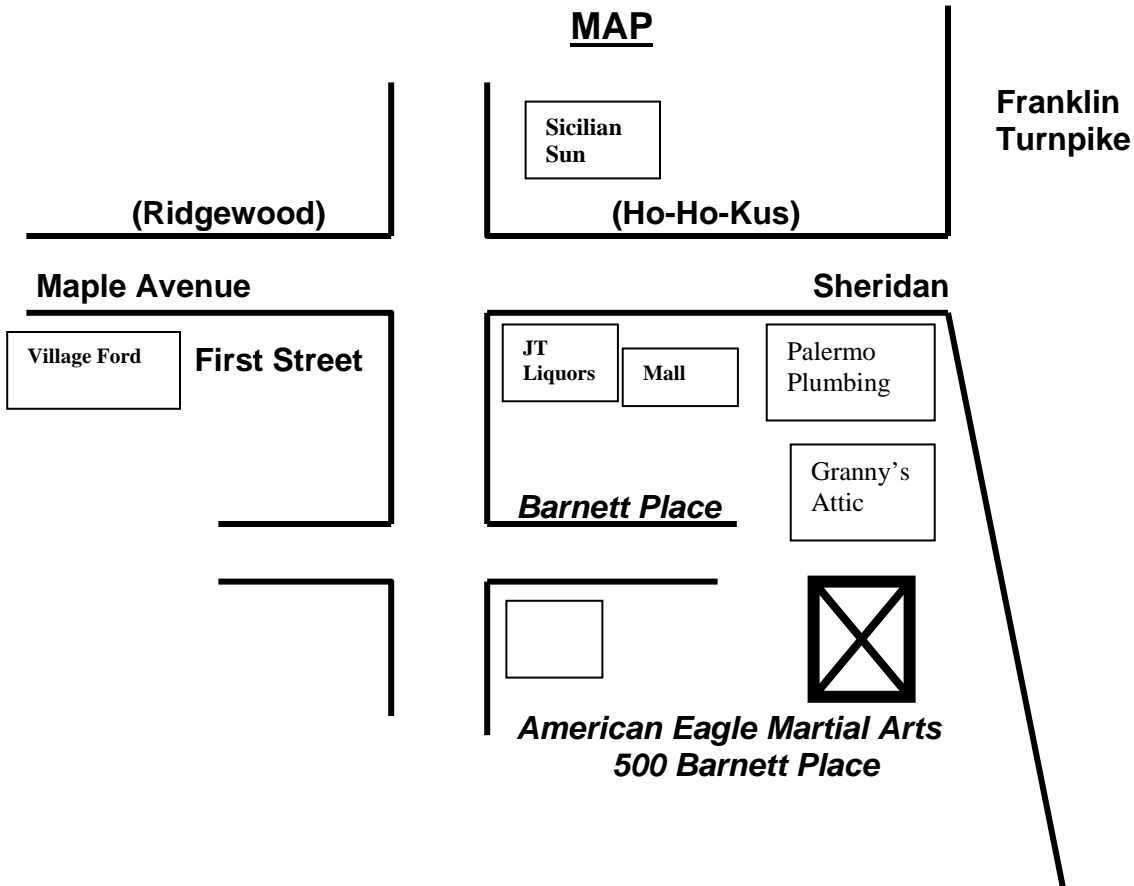 MAP
Franklin
Turnpike
Sicilian
Sun
(Ridgewood)
(Ho-Ho-Kus)
Maple Avenue
Sheridan
Village Ford
First Street
JT
Liquors
Mall
Palermo
Plumbing
Granny’s
Attic
Barnett Place
American Eagle Martial Arts
500 Barnett Place